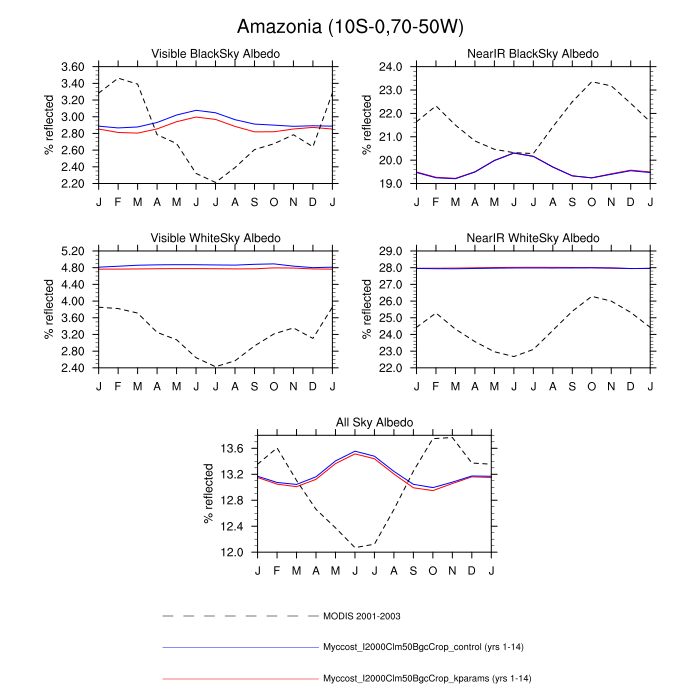 Amazonia (10S-0,70-50W)
Visible BlackSky Albedo
% reflected
3.60
3.40
3.20
3.00
2.80
2.60
2.40
2.20
J F M A M J J A S O N D J
NearIR BlackSky Albedo
% reflected
24.0
23.0
22.0
21.0
20.0
19.0
J F M A M J J A S O N D J
Visible WhiteSky Albedo
% reflected
5.20
4.80
4.40
4.00
3.60
3.20
2.80
2.40
J F M A M J J A S O N D J
NearIR WhiteSky Albedo
% reflected
29.0
28.0
27.0
26.0
25.0
24.0
23.0
22.0
J F M A M J J A S O N D J
All Sky Albedo
% reflected
13.6
13.2
12.8
12.4
12.0
J F M A M J J A S O N D J
MODIS 2001-2003
Myccost_I2000Clm50BgcCrop_control (yrs 1-14)
Myccost_I2000Clm50BgcCrop_kparams (yrs 1-14)